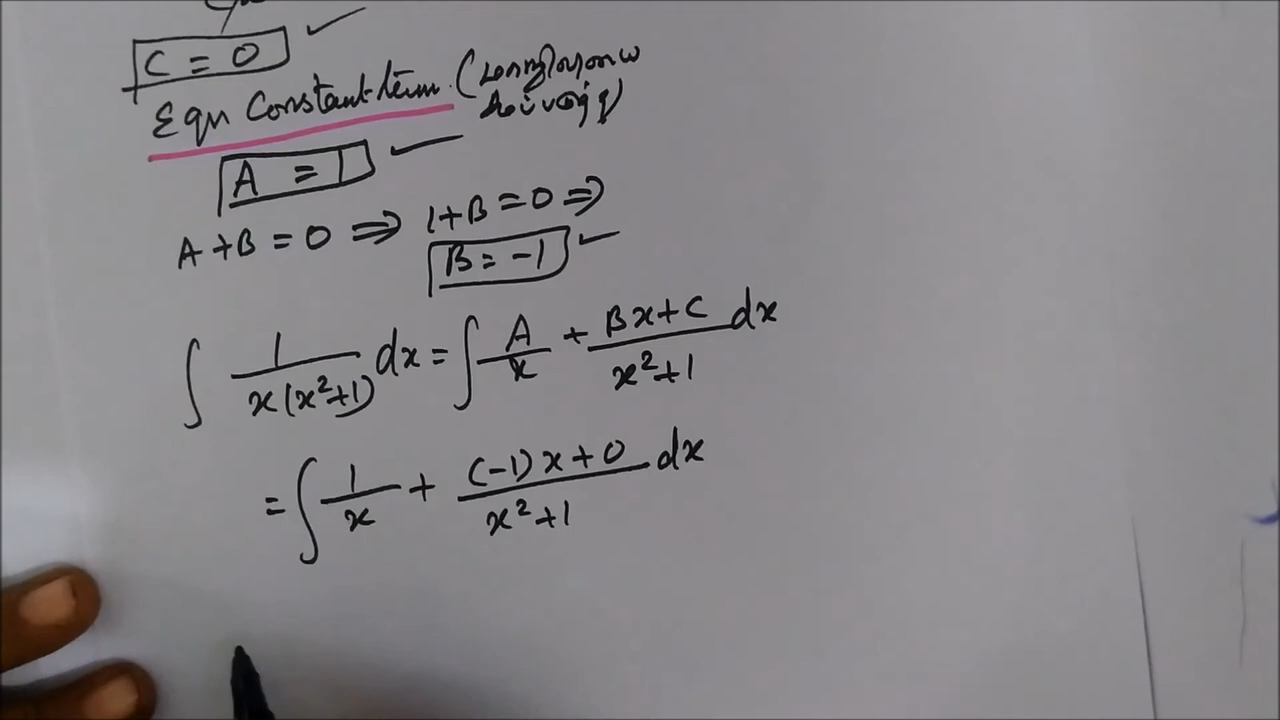 C = 0
Eqn Constant term (
A = 1
A + B = 0 ⇒ 1 + B = 0 ⇒
B = -1
∫ 1/(x(x²+1)) dx = ∫ A/x + (Bx+C)/(x²+1) dx
= ∫ 1/x + ((-1)x+0)/(x²+1) dx